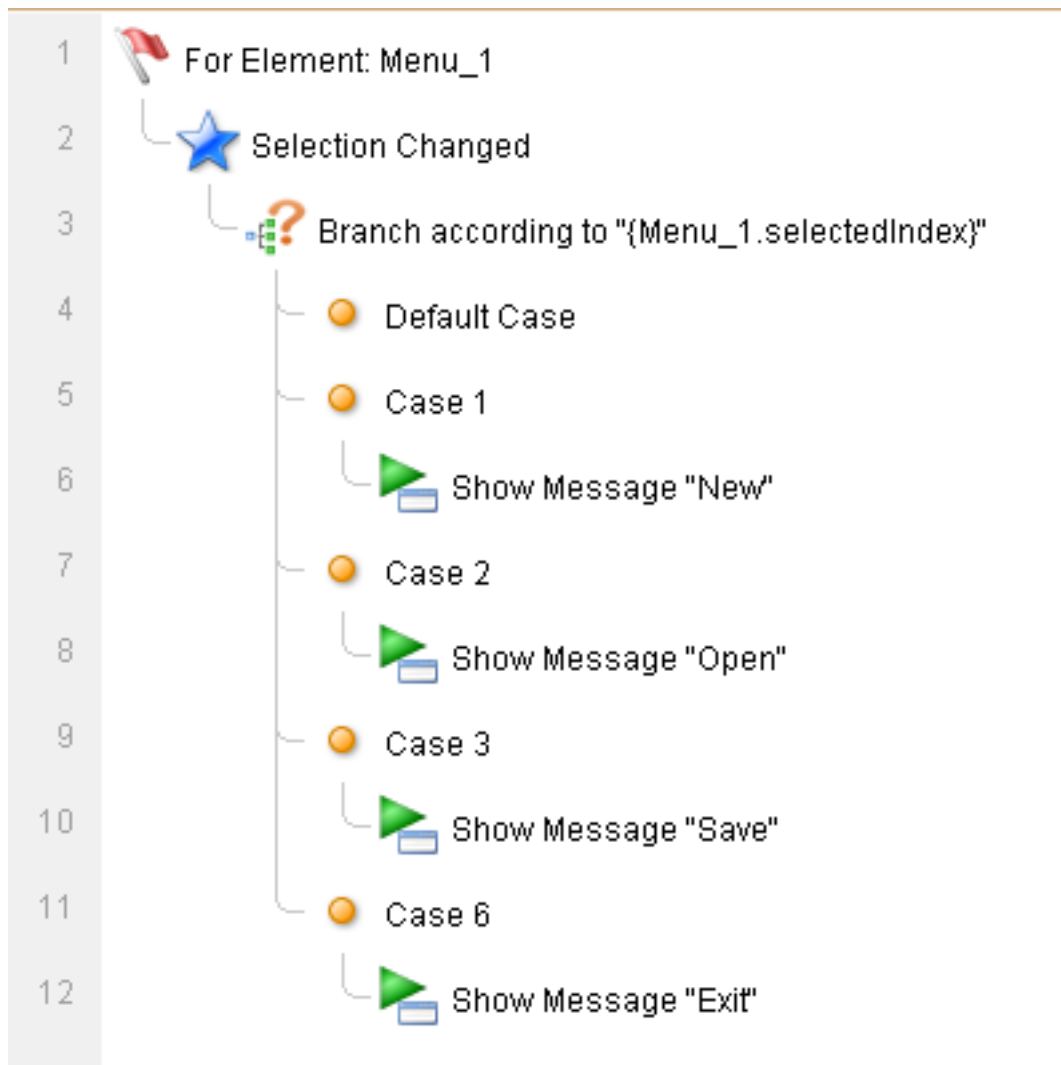 1 For Element: Menu_1
2 Selection Changed
3 Branch according to "{Menu_1.selectedIndex}"
4 Default Case
5 Case 1
6 Show Message "New"
7 Case 2
8 Show Message "Open"
9 Case 3
10 Show Message "Save"
11 Case 6
12 Show Message "Exit"